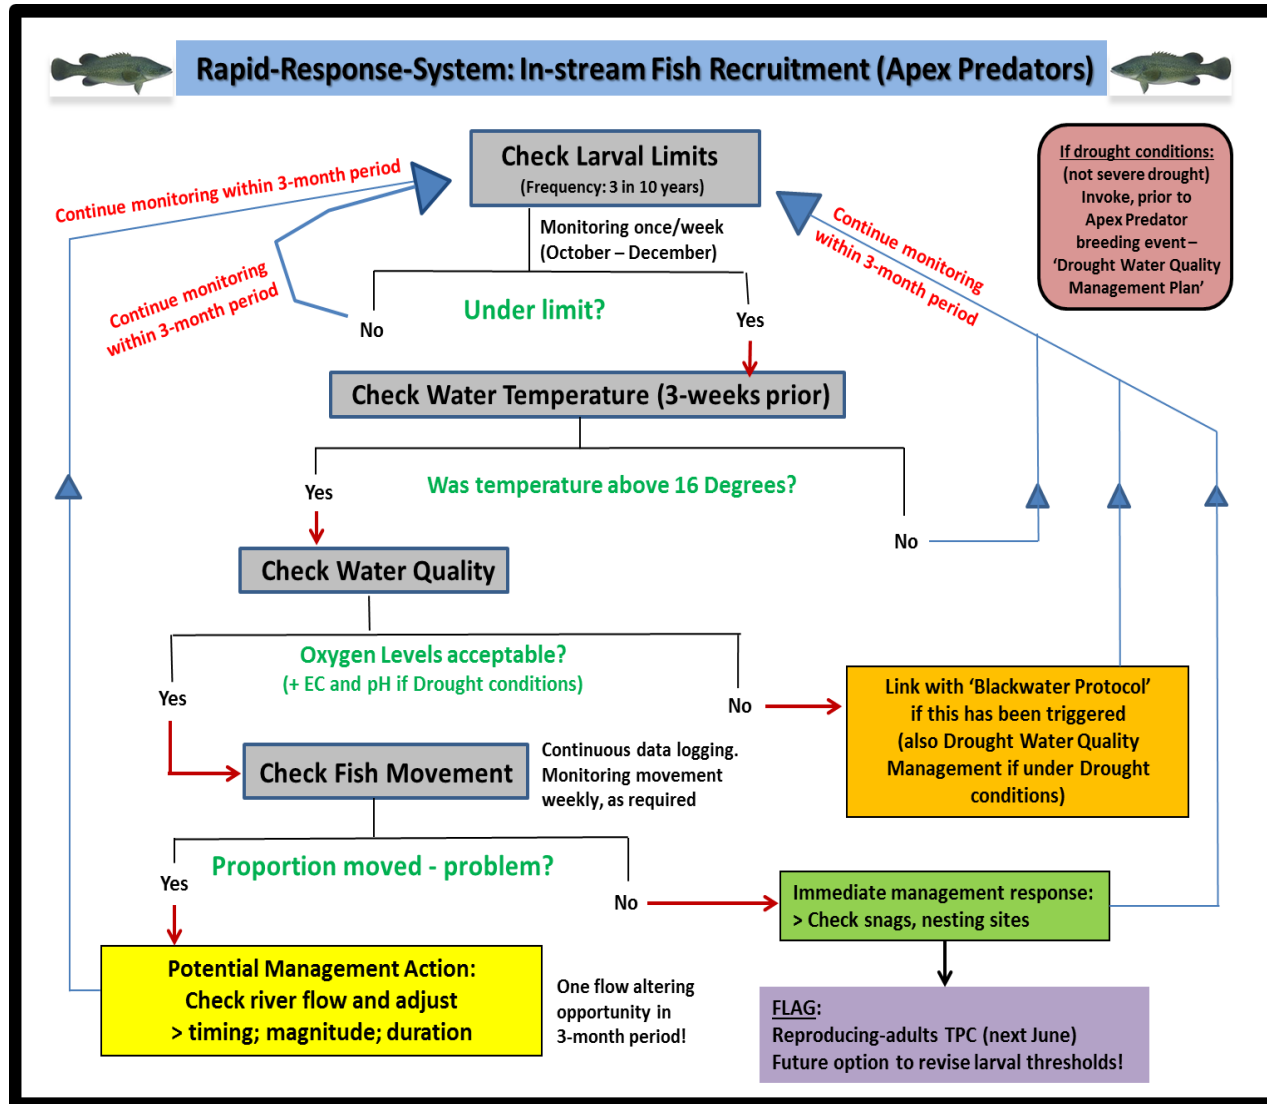 Rapid-Response-System: In-stream Fish Recruitment (Apex Predators)
Check Larval Limits
(Frequency: 3 in 10 years)
If drought conditions:
(not severe drought)
Invoke, prior to
Apex Predator
breeding event –
‘Drought Water Quality
Management Plan’
Continue monitoring within 3-month period
Continue monitoring
within 3-month period
Monitoring once/week
(October – December)
Continue monitoring
within 3-month period
Under limit?
No
Yes
Check Water Temperature (3-weeks prior)
Was temperature above 16 Degrees?
Yes
No
Check Water Quality
Oxygen Levels acceptable?
(+ EC and pH if Drought conditions)
Yes
No
Link with ‘Blackwater Protocol’
if this has been triggered
(also Drought Water Quality
Management if under Drought
conditions)
Check Fish Movement
Continuous data logging.
Monitoring movement
weekly, as required
Proportion moved - problem?
Yes
No
Immediate management response:
> Check snags, nesting sites
Potential Management Action:
Check river flow and adjust
> timing; magnitude; duration
One flow altering
opportunity in
3-month period!
FLAG:
Reproducing-adults TPC (next June)
Future option to revise larval thresholds!